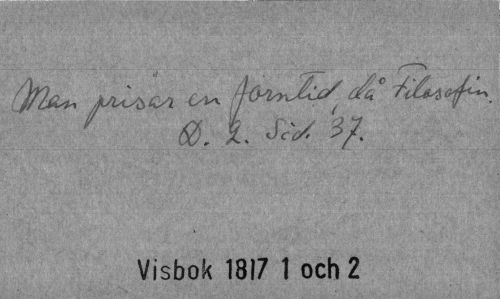 Man prisar en forntid, då Filosofin.
D. 2. Sid. 37.
Visbok 1817 1 och 2